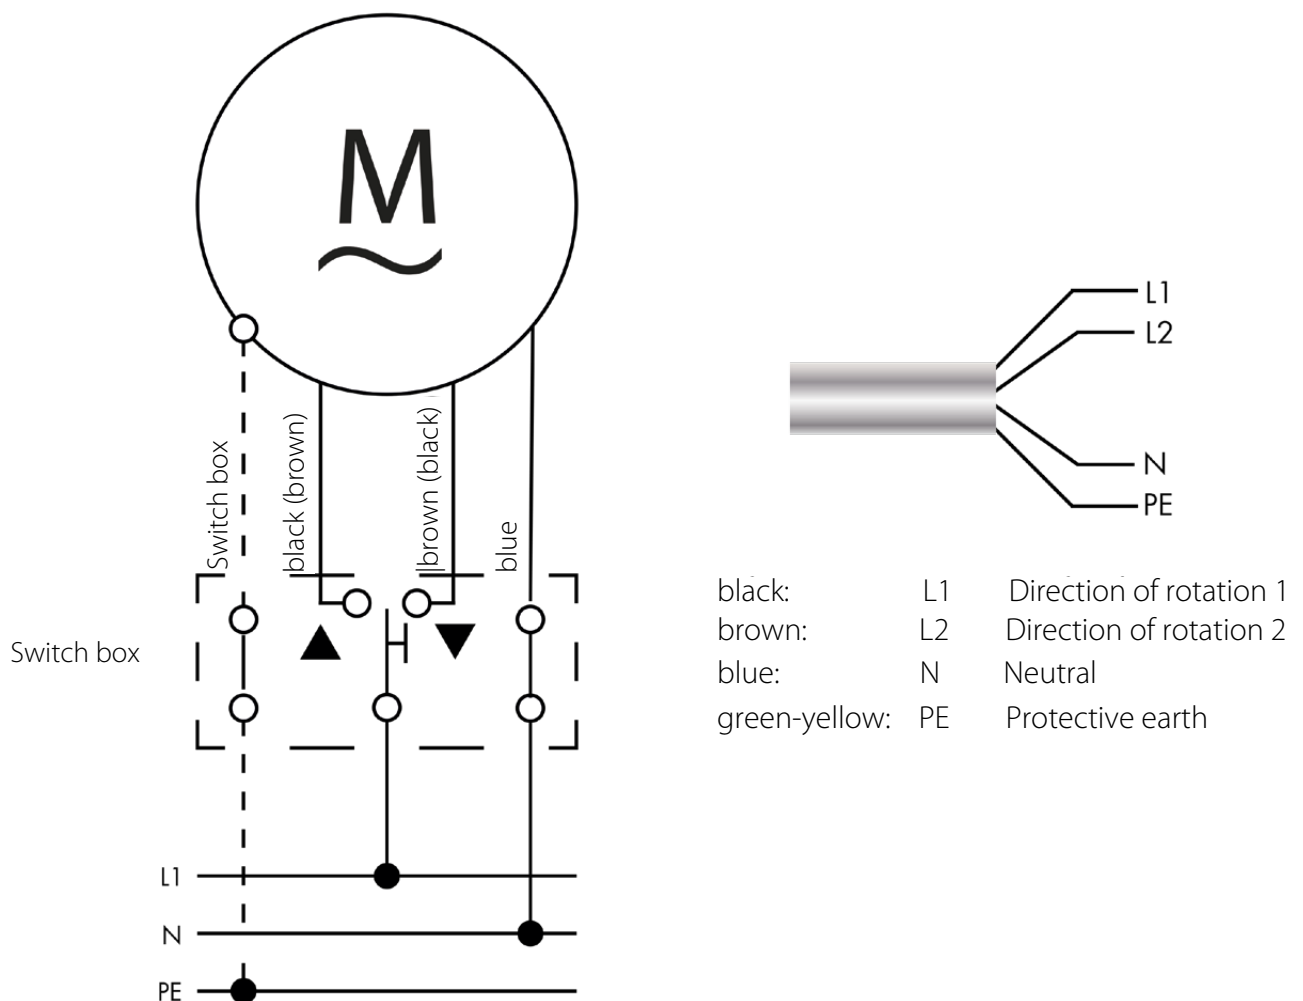 M
Switch box
black (brown)
brown (black)
blue
Switch box
L1
N
PE
L1
L2
N
PE
black: L1 Direction of rotation 1
brown: L2 Direction of rotation 2
blue: N Neutral
green-yellow: PE Protective earth